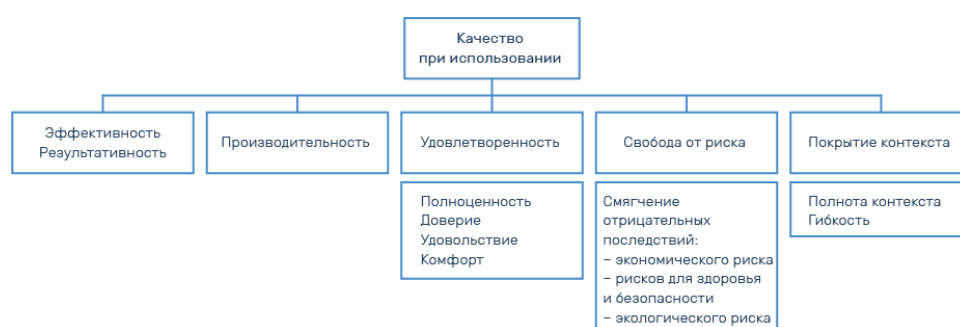 Качество
при использовании
Эффективность
Результативность
Производительность
Удовлетворенность
Свобода от риска
Покрытие контекста
Полноценность
Доверие
Удовольствие
Комфорт
Смягчение
отрицательных
последствий:
– экономического риска
– рисков для здоровья
и безопасности
– экологического риска
Полнота контекста
Гибкость